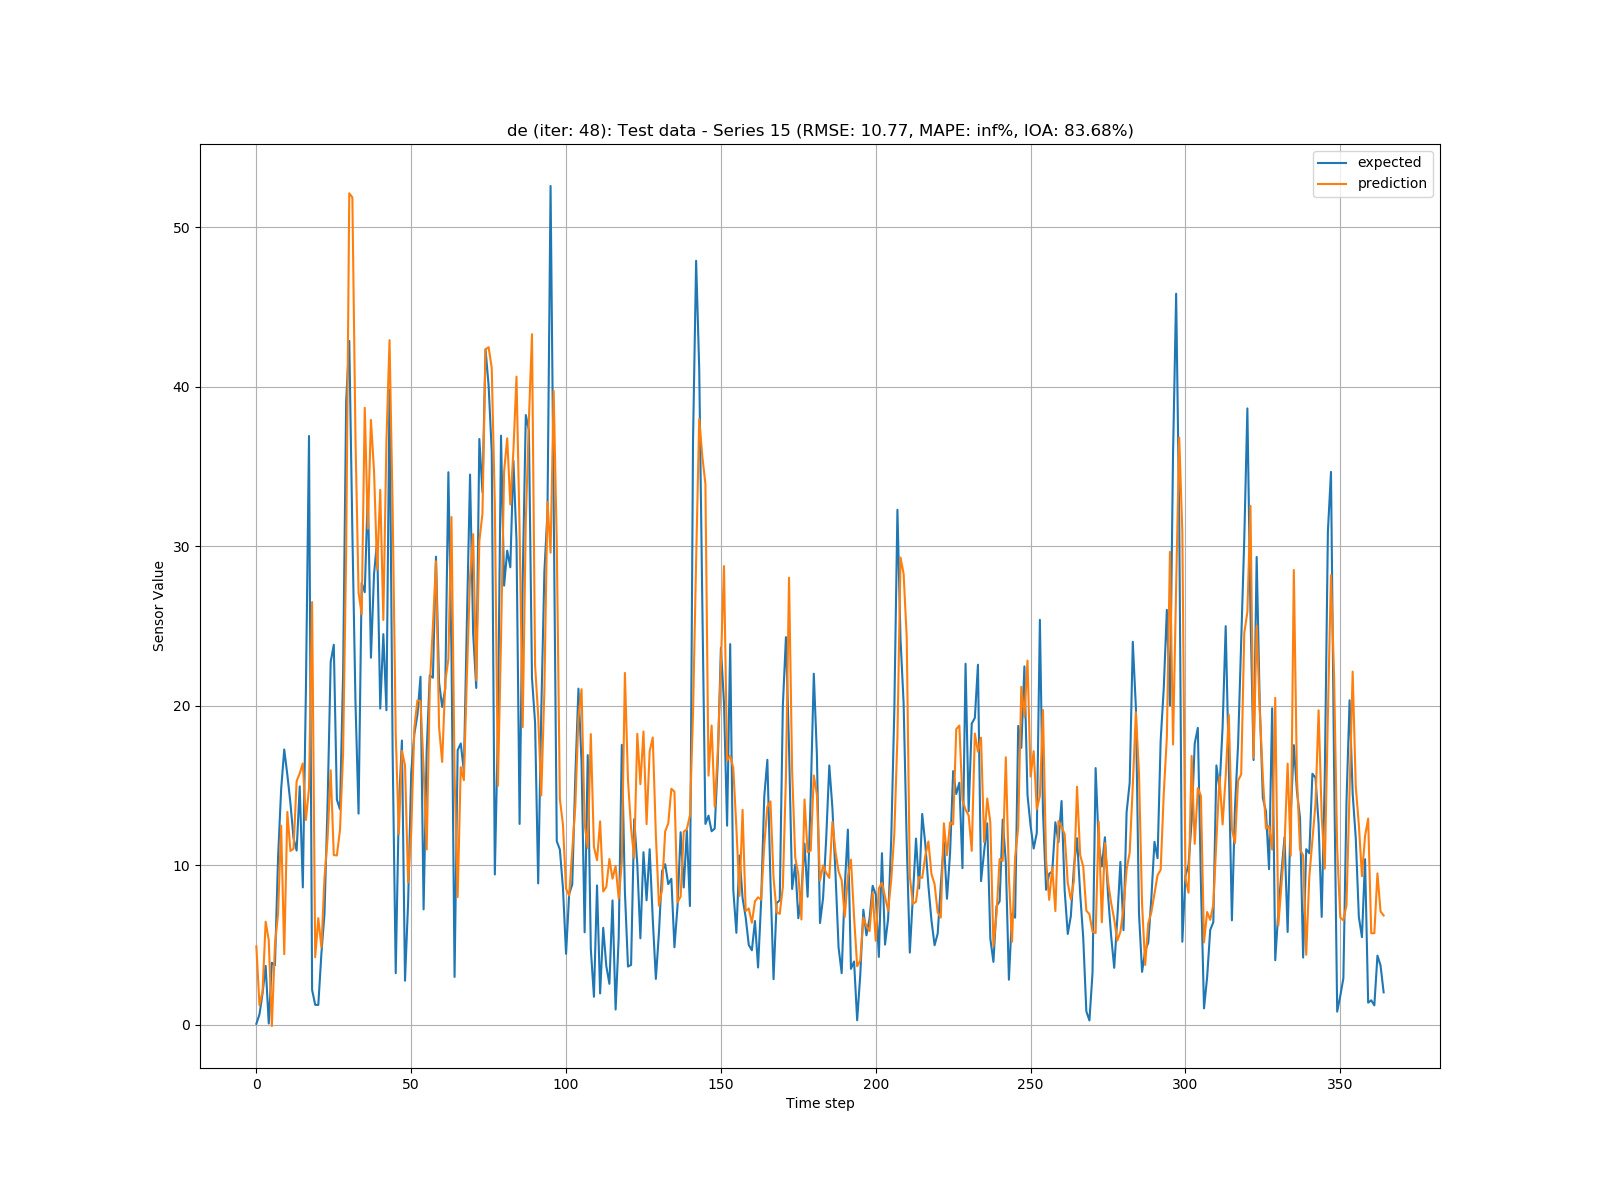 de (iter: 48): Test data - Series 15 (RMSE: 10.77, MAPE: inf%, IOA: 83.68%)
expected
prediction
50
40
30
20
10
0
Sensor Value
0 50 100 150 200 250 300 350
Time step